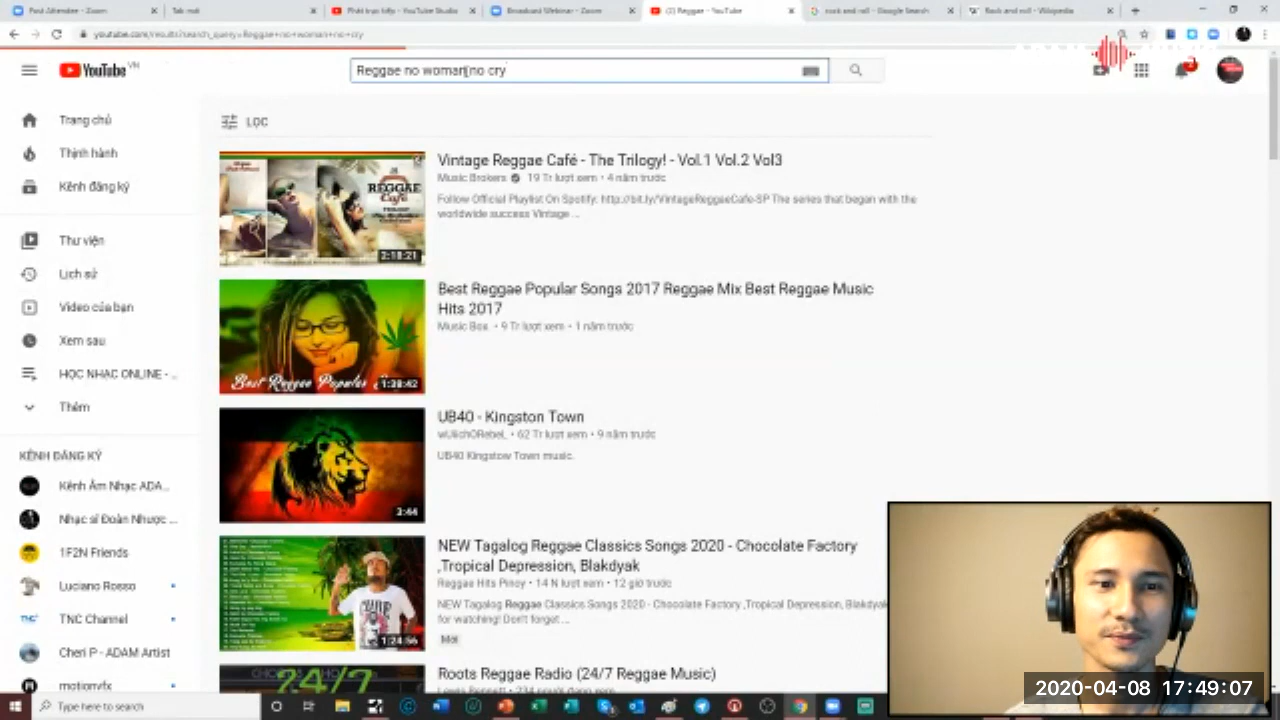 Post Attendee - Zoom
Tab mới
Phát trực tiếp - YouTube Studio
Broadcast Webinar - Zoom
(2) Reggae - YouTube
rock and roll - Google Search
Rock and roll - Wikipedia
youtube.com/results?search_query=Reggae+no+woman+no+cry
YouTube VN
Reggae no woman no cry
Trang chủ
Thịnh hành
Kênh đăng ký
Thư viện
Lịch sử
Video của bạn
Xem sau
HỌC NHẠC ONLINE - ...
Thêm
KÊNH ĐĂNG KÝ
Kênh Âm Nhạc ADA...
Nhạc sĩ Đoàn Nhược ...
1F2N Friends
Luciano Rosso
TNC Channel
Cheri P - ADAM Artist
motionvfx
LỌC
REGGAE
Café
2:18:21
Vintage Reggae Café - The Trilogy! - Vol.1 Vol.2 Vol3
Music Brokers
19 Tr lượt xem • 4 năm trước
Follow Official Playlist On Spotify: http://bit.ly/VintageReggaeCafe-SP The series that began with the
worldwide success Vintage ...
Best Reggae Popular
1:38:42
Best Reggae Popular Songs 2017 Reggae Mix Best Reggae Music
Hits 2017
Music Box • 9 Tr lượt xem • 1 năm trước
3:44
UB40 - Kingston Town
62 Tr lượt xem • 9 năm trước
UB40 Kingstow Town music.
1:24:56
NEW Tagalog Reggae Classics Songs 2020 - Chocolate Factory
,Tropical Depression, Blakdyak
Reggae Hits Pinoy • 14 N lượt xem • 12 giờ trước
NEW Tagalog Reggae Classics Songs 2020 - Chocolate Factory ,Tropical Depression, Blakdyak
for watching! Don't forget ...
Mới
24/7
Roots Reggae Radio (24/7 Reggae Music)
Type here to search
2020-04-08 17:49:07